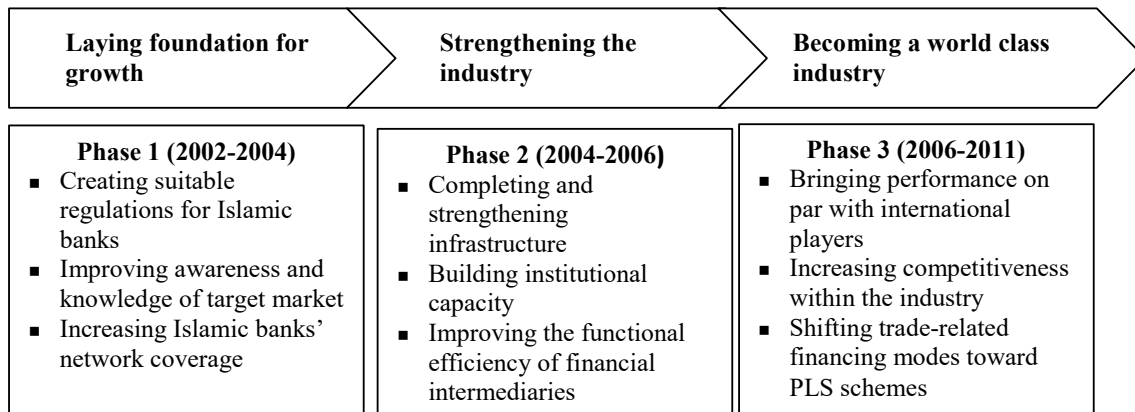 Laying foundation for
growth
Strengthening the
industry
Becoming a world class
industry
Phase 1 (2002-2004)
■ Creating suitable
regulations for Islamic
banks
■ Improving awareness and
knowledge of target market
■ Increasing Islamic banks’
network coverage
Phase 2 (2004-2006)
■ Completing and
strengthening
infrastructure
■ Building institutional
capacity
■ Improving the functional
efficiency of financial
intermediaries
Phase 3 (2006-2011)
■ Bringing performance on
par with international
players
■ Increasing competitiveness
within the industry
■ Shifting trade-related
financing modes toward
PLS schemes